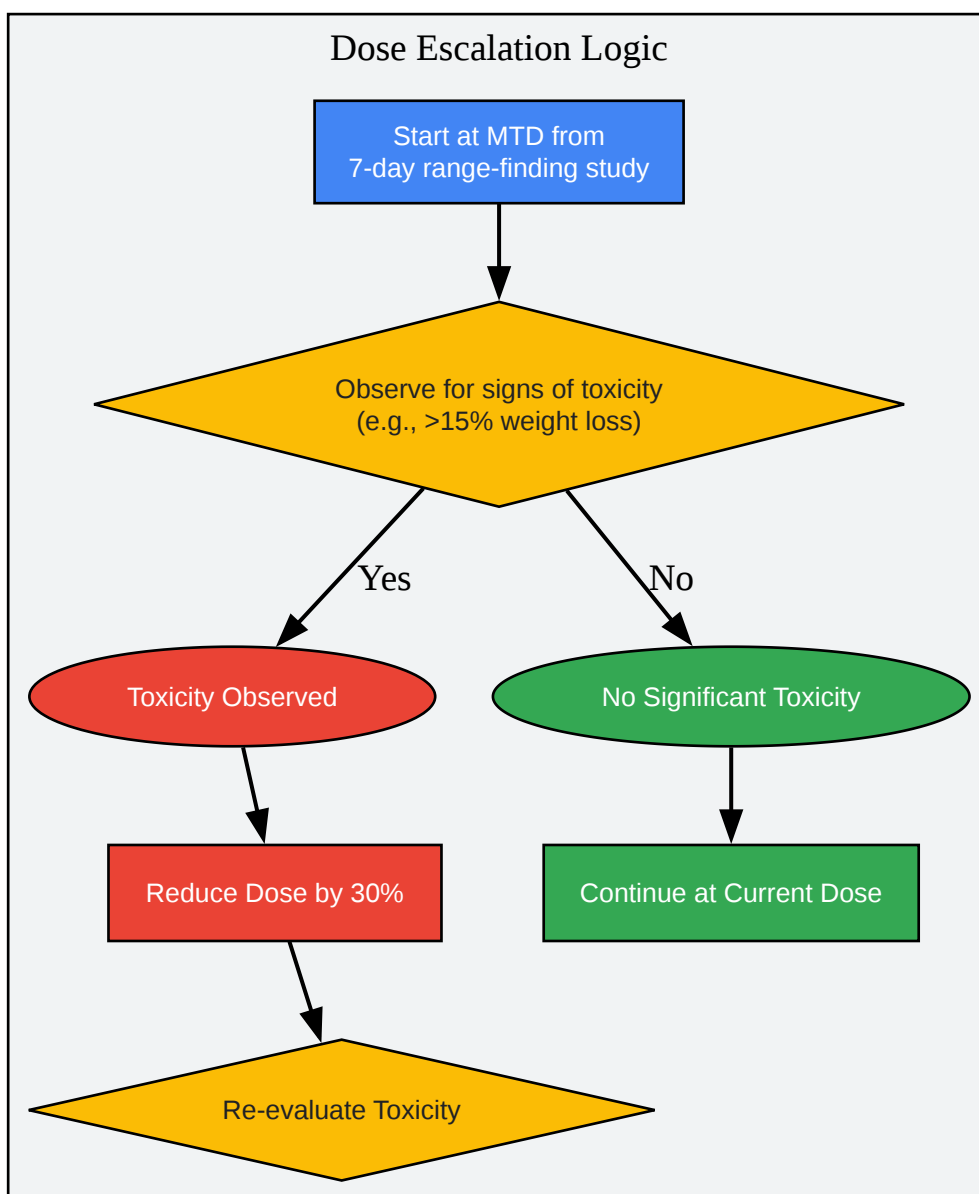 Dose Escalation Logic
Start at MTD from
7-day range-finding study
Observe for signs of toxicity
(e.g., >15% weight loss)
Yes
No
Toxicity Observed
No Significant Toxicity
Reduce Dose by 30%
Continue at Current Dose
Re-evaluate Toxicity